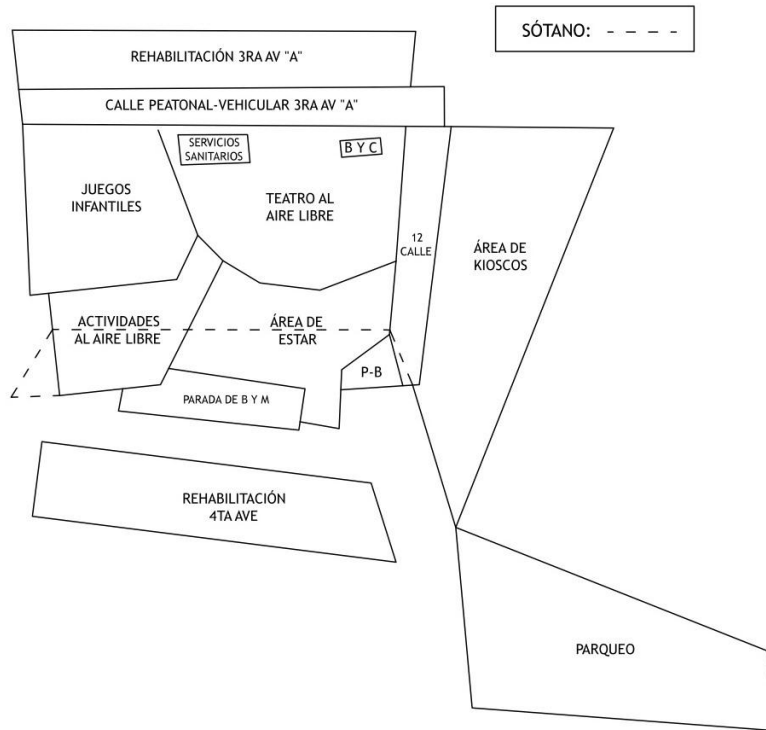 SÓTANO:
REHABILITACIÓN 3RA AV "A"
CALLE PEATONAL-VEHICULAR 3RA AV "A"
SERVICIOS
SANITARIOS
B Y C
JUEGOS
INFANTILES
TEATRO AL
AIRE LIBRE
12
CALLE
ÁREA DE
KIOSCOS
ACTIVIDADES
AL AIRE LIBRE
ÁREA DE
ESTAR
P-B
PARADA DE B Y M
REHABILITACIÓN
4TA AVE
PARQUEO